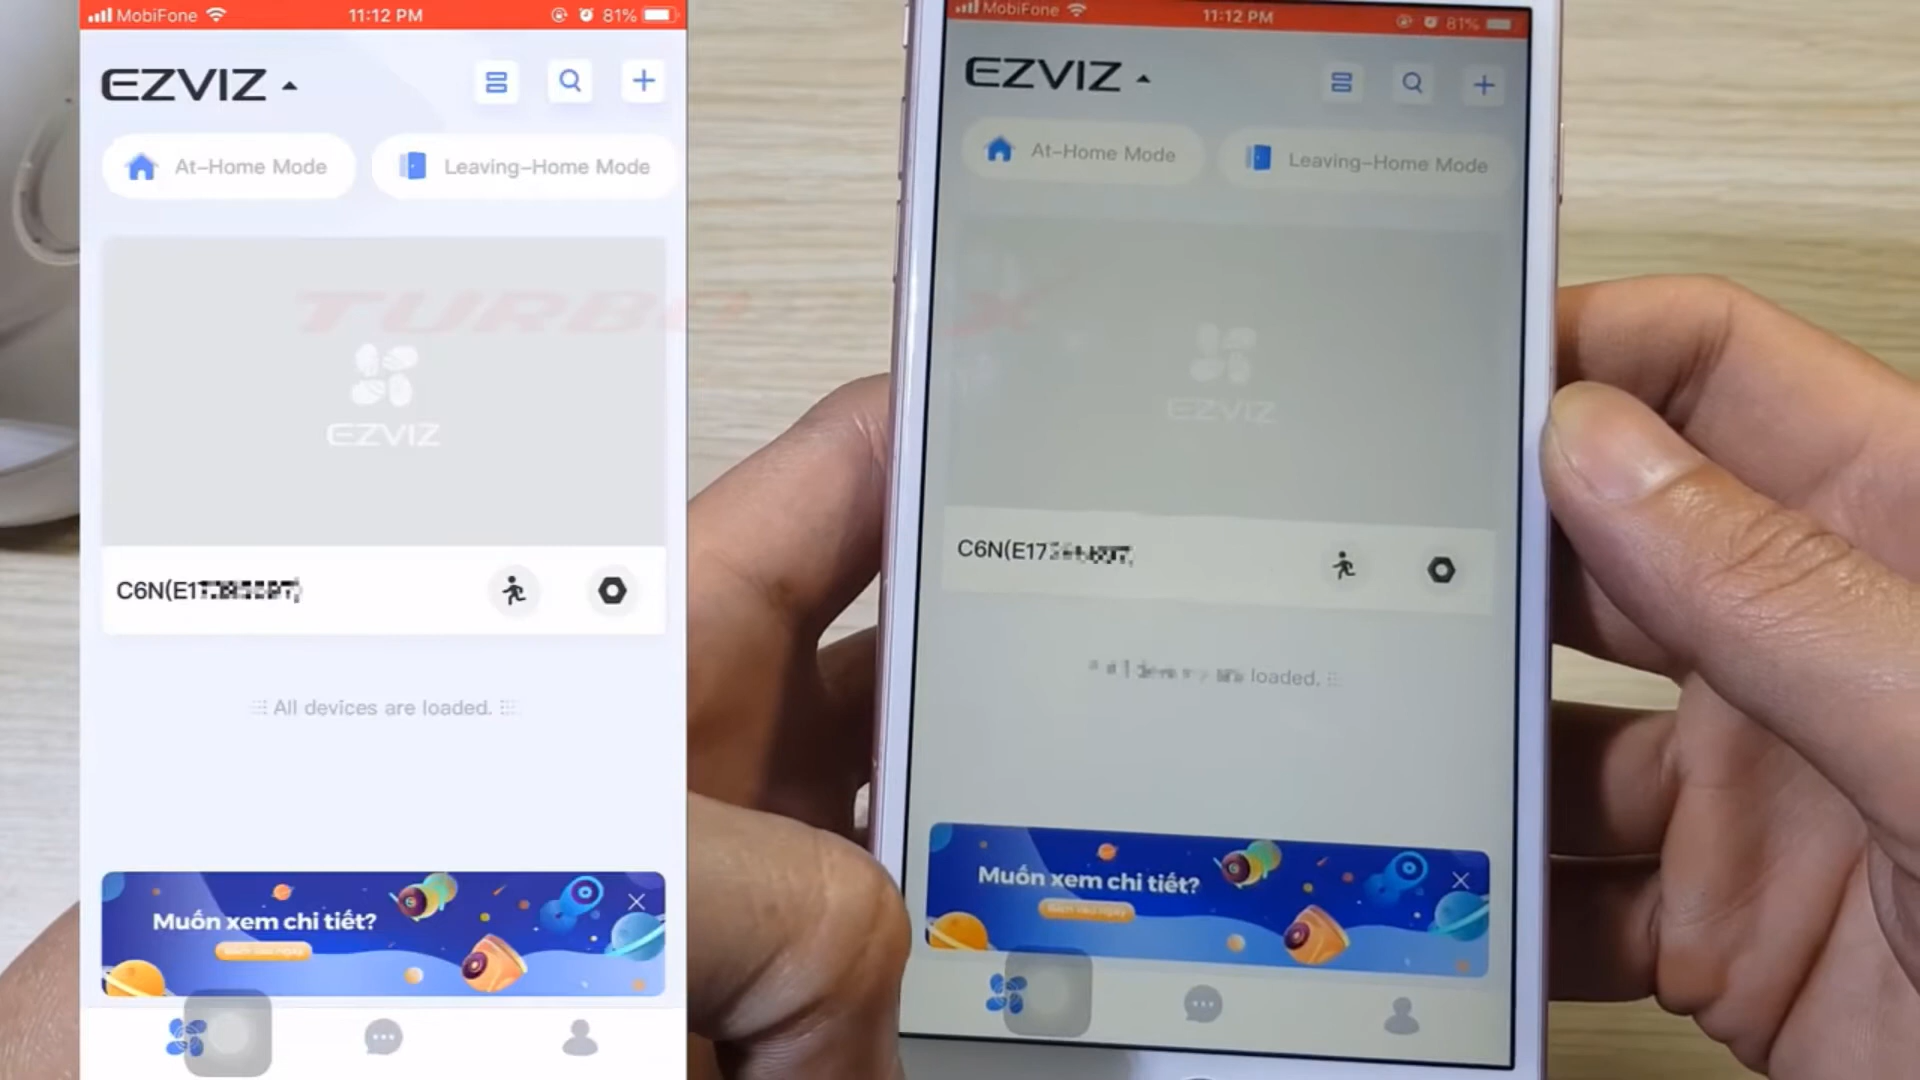 MobiFone 11:12 PM 81%
EZVIZ
At-Home Mode
Leaving-Home Mode
TURBO X
EZVIZ
C6N(E17
All devices are loaded.
Muốn xem chi tiết?
MobiFone 11:12 PM 81%
EZVIZ
At-Home Mode
Leaving-Home Mode
EZVIZ
C6N(E17
loaded.
Muốn xem chi tiết?